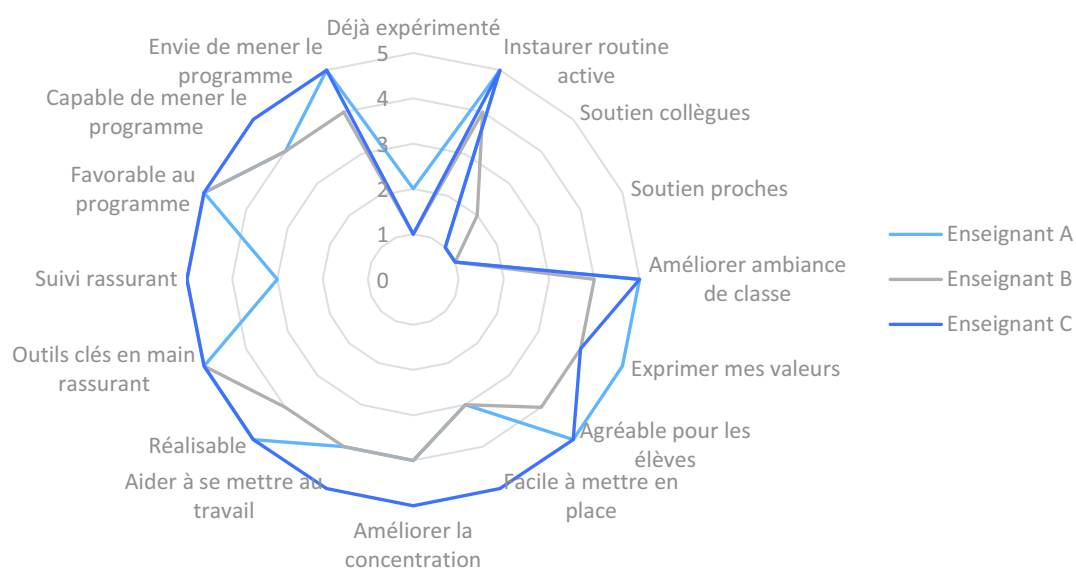 Déjà expérimenté
Instaurer routine
active
Soutien collègues
Soutien proches
Améliorer ambiance
de classe
Exprimer mes valeurs
Agréable pour les
élèves
Facile à mettre en
place
Améliorer la
concentration
Aider à se mettre au
travail
Réalisable
Outils clés en main
rassurant
Suivi rassurant
Favorable au
programme
Capable de mener le
programme
Envie de mener le
programme
5
4
3
2
1
0
Enseignant A
Enseignant B
Enseignant C